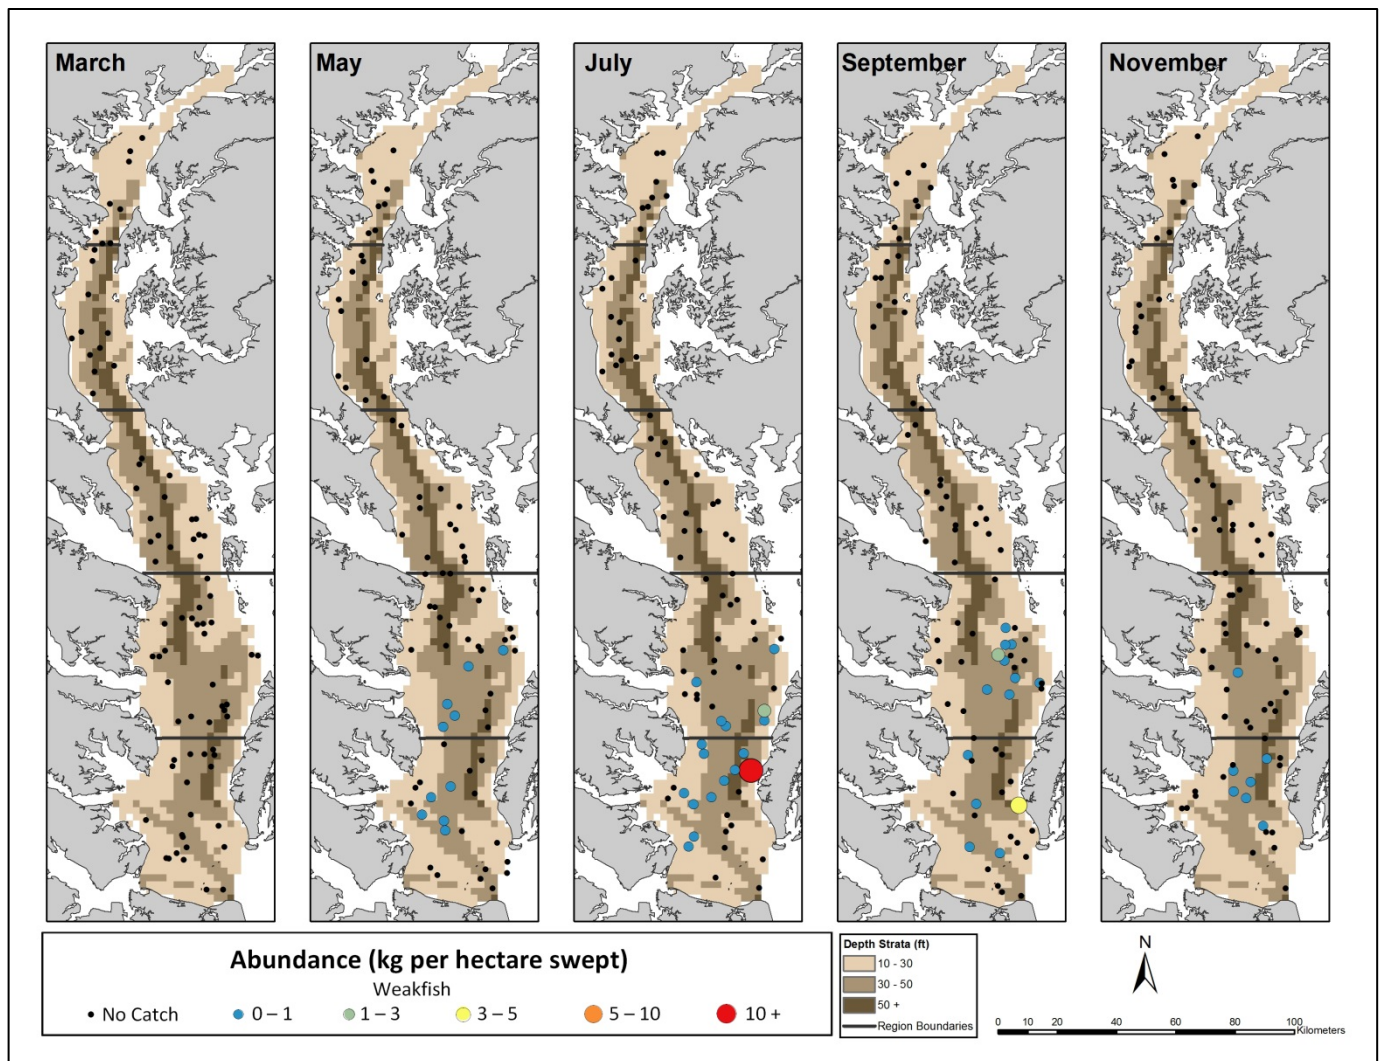 March
May
July
September
November
Abundance (kg per hectare swept)
Weakfish
No Catch
0 – 1
1 – 3
3 – 5
5 – 10
10 +
Depth Strata (ft)
10 - 30
30 - 50
50 +
Region Boundaries
N
0 10 20 40 60 80 100
Kilometers